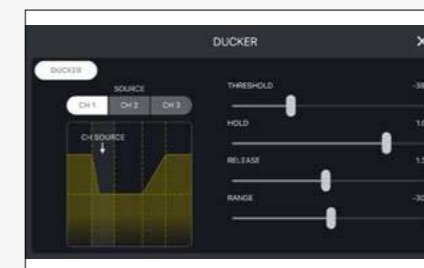 DUCKER
DUCKER
SOURCE
CH 1 CH 2 CH 3
CH SOURCE
THRESHOLD
HOLD
RELEASE
RANGE